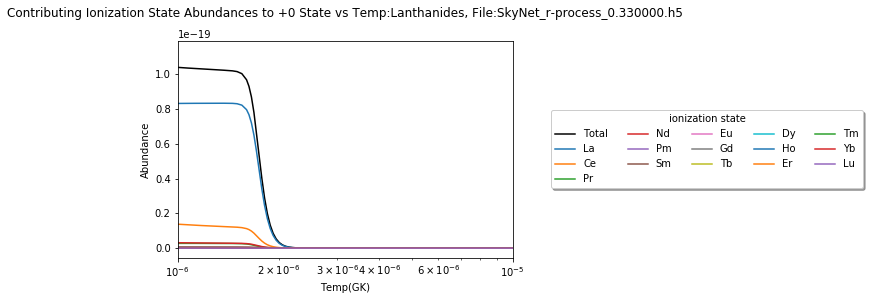 Contributing Ionization State Abundances to +0 State vs Temp:Lanthanides, File:SkyNet_r-process_0.330000.h5
1e−19
1.0
0.8
0.6
0.4
0.2
0.0
Abundance
10⁻⁶
2 × 10⁻⁶
3 × 10⁻⁶
4 × 10⁻⁶
6 × 10⁻⁶
10⁻⁵
Temp(GK)
ionization state
Total Nd Eu Dy Tm
La Pm Gd Ho Yb
Ce Sm Tb Er Lu
Pr